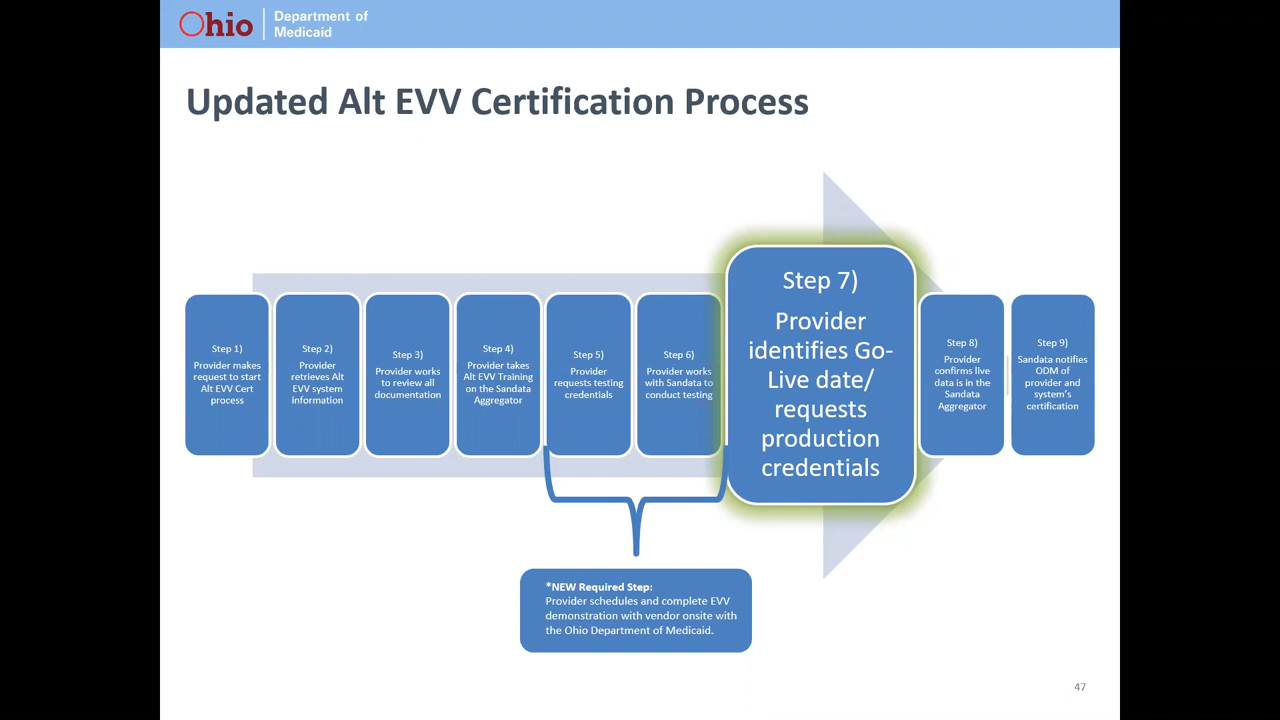 Ohio
Department of
Medicaid
Updated Alt EVV Certification Process
Step 1)
Provider makes
request to start
Alt EVV Cert
process
Step 2)
Provider
retrieves Alt
EVV system
information
Step 3)
Provider works
to review all
documentation
Step 4)
Provider takes
Alt EVV Training
on the Sandata
Aggregator
Step 5)
Provider
requests testing
credentials
Step 6)
Provider works
with Sandata to
conduct testing
Step 7)
Provider
identifies Go-
Live date/
requests
production
credentials
Step 8)
Provider
confirms live
data is in the
Sandata
Aggregator
Step 9)
Sandata notifies
ODM of
provider and
system's
certification
*NEW Required Step:
Provider schedules and complete EVV
demonstration with vendor onsite with
the Ohio Department of Medicaid.
47